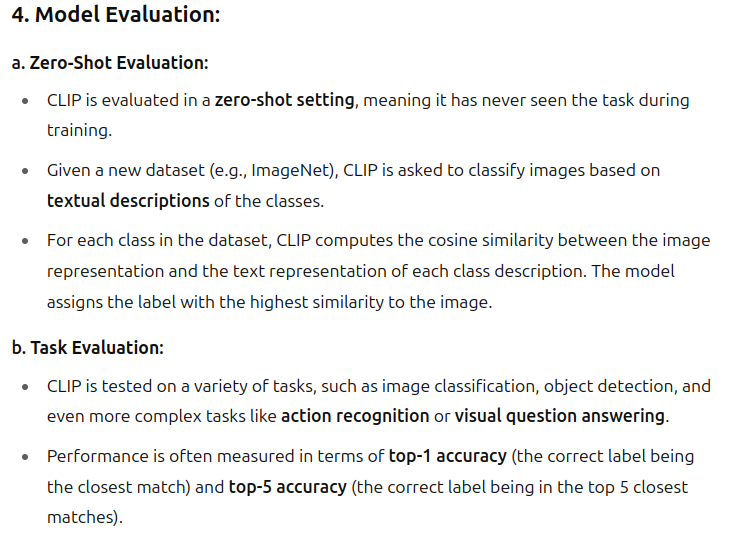 4. Model Evaluation:
a. Zero-Shot Evaluation:
• CLIP is evaluated in a zero-shot setting, meaning it has never seen the task during
training.
• Given a new dataset (e.g., ImageNet), CLIP is asked to classify images based on
textual descriptions of the classes.
• For each class in the dataset, CLIP computes the cosine similarity between the image
representation and the text representation of each class description. The model
assigns the label with the highest similarity to the image.
b. Task Evaluation:
• CLIP is tested on a variety of tasks, such as image classification, object detection, and
even more complex tasks like action recognition or visual question answering.
• Performance is often measured in terms of top-1 accuracy (the correct label being
the closest match) and top-5 accuracy (the correct label being in the top 5 closest
matches).